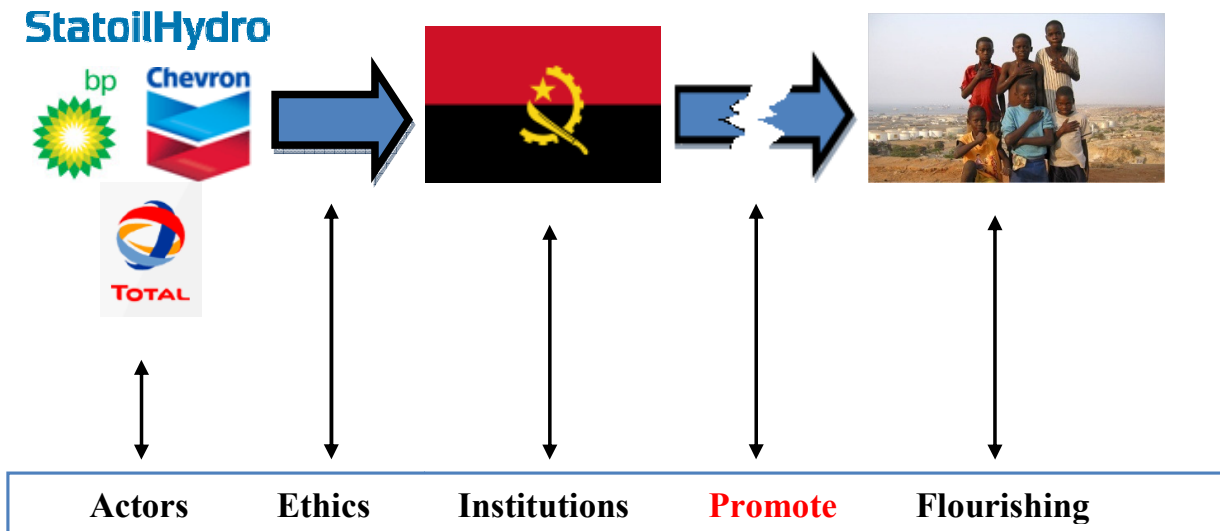 StatoilHydro
bp
Chevron
TOTAL
Actors Ethics Institutions Promote Flourishing